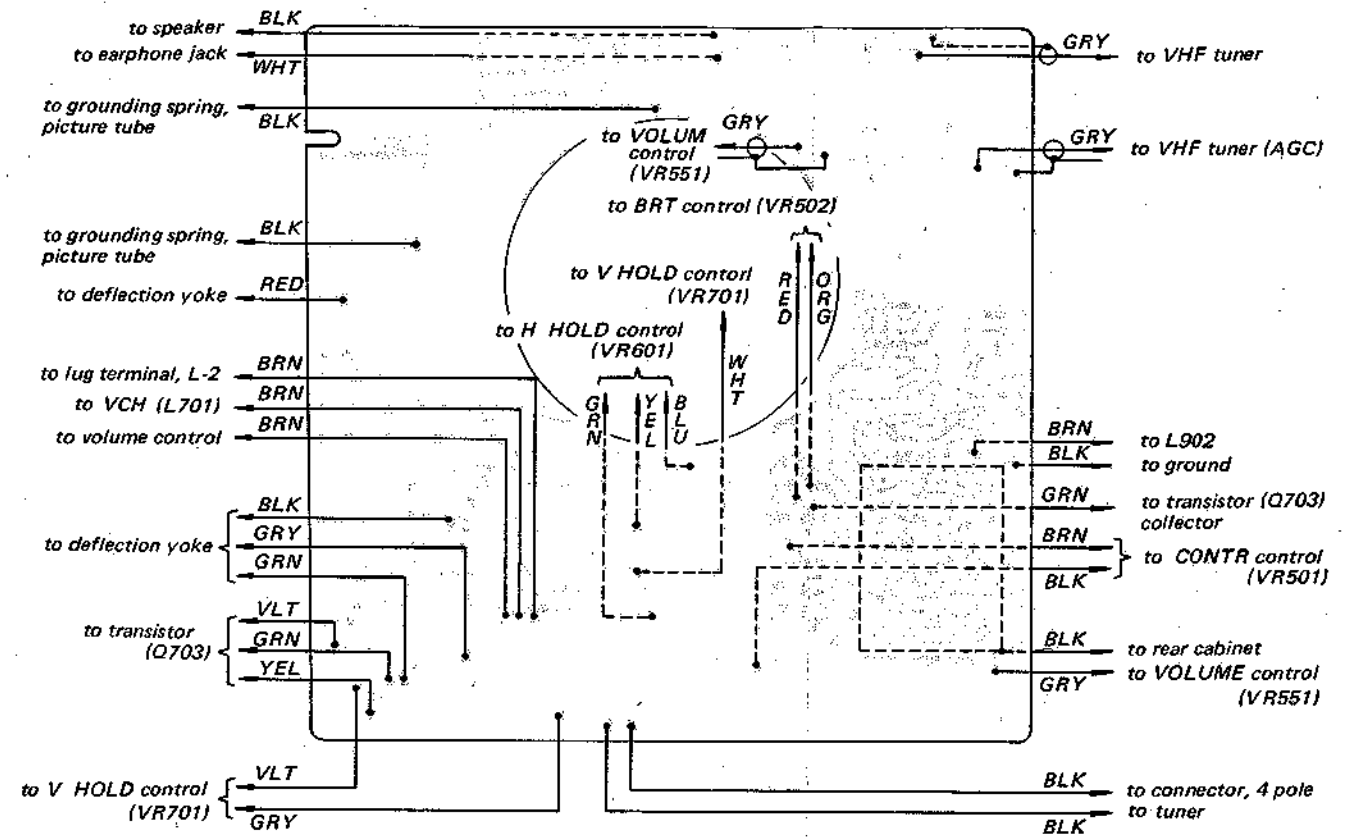 BLK
to speaker
to earphone jack
WHT
to grounding spring,
picture tube
BLK
BLK
to grounding spring,
picture tube
RED
to deflection yoke
BRN
to lug terminal, L-2
BRN
to VCH (L701)
BRN
to volume control
BLK
GRY
to deflection yoke
GRN
VLT
to transistor
(Q703)
GRN
YEL
VLT
to V HOLD control
(VR701)
GRY
GRY
to VOLUM
control
(VR551)
to BRT control (VR502)
RED
ORG
to V HOLD contorl
(VR701)
WHT
to H HOLD control
(VR601)
GRN
YEL
BLU
GRY
to VHF tuner
GRY
to VHF tuner (AGC)
BRN
to L902
BLK
to ground
GRN
to transistor (Q703)
collector
BRN
to CONTR control
(VR501)
BLK
BLK
to rear cabinet
GRY
to VOLUME control
(VR551)
BLK
to connector, 4 pole
to tuner
BLK